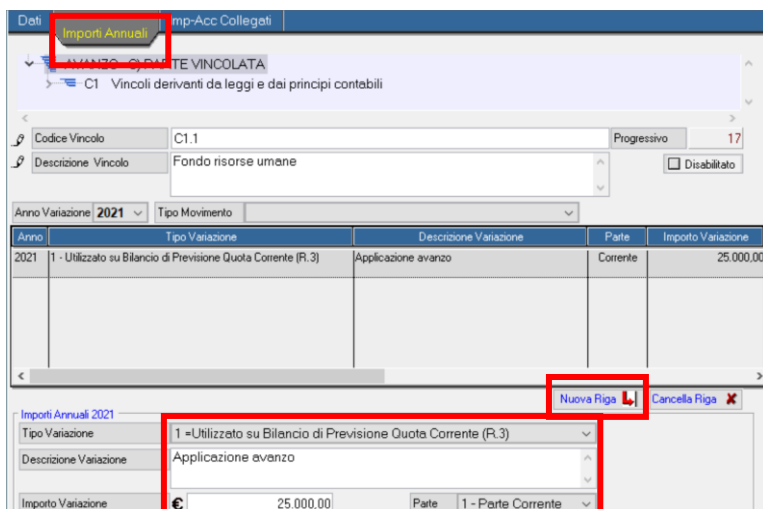 Dati Importi Annuali Imp-Acc Collegati
AVANZO - C) PARTE VINCOLATA
C1 Vincoli derivanti da leggi e dai principi contabili
Codice Vincolo C1.1 Progressivo 17
Descrizione Vincolo Fondo risorse umane Disabilitato
Anno Variazione 2021 Tipo Movimento
Anno Tipo Variazione Descrizione Variazione Parte Importo Variazione
2021 1 - Utilizzato su Bilancio di Previsione Quota Corrente (R.3) Applicazione avanzo Corrente 25.000,00
Nuova Riga Cancella Riga
Importi Annuali 2021
Tipo Variazione 1 =Utilizzato su Bilancio di Previsione Quota Corrente (R.3)
Descrizione Variazione Applicazione avanzo
Importo Variazione € 25.000,00 Parte 1 - Parte Corrente